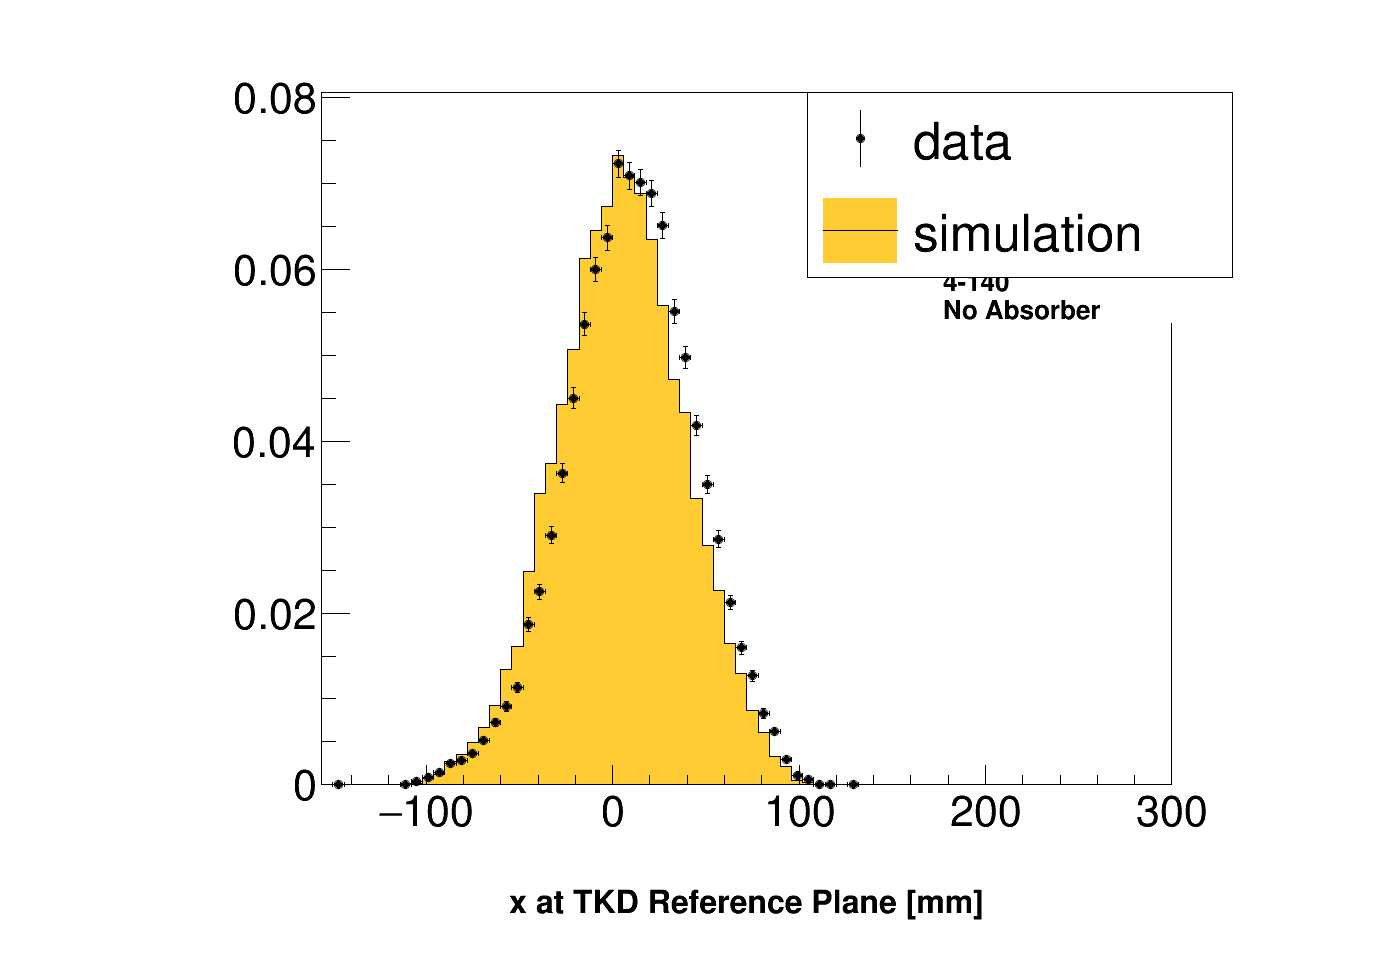 0.08
0.06
0.04
0.02
0
−100
0
100
200
300
data
simulation
4-140
No Absorber
x at TKD Reference Plane [mm]